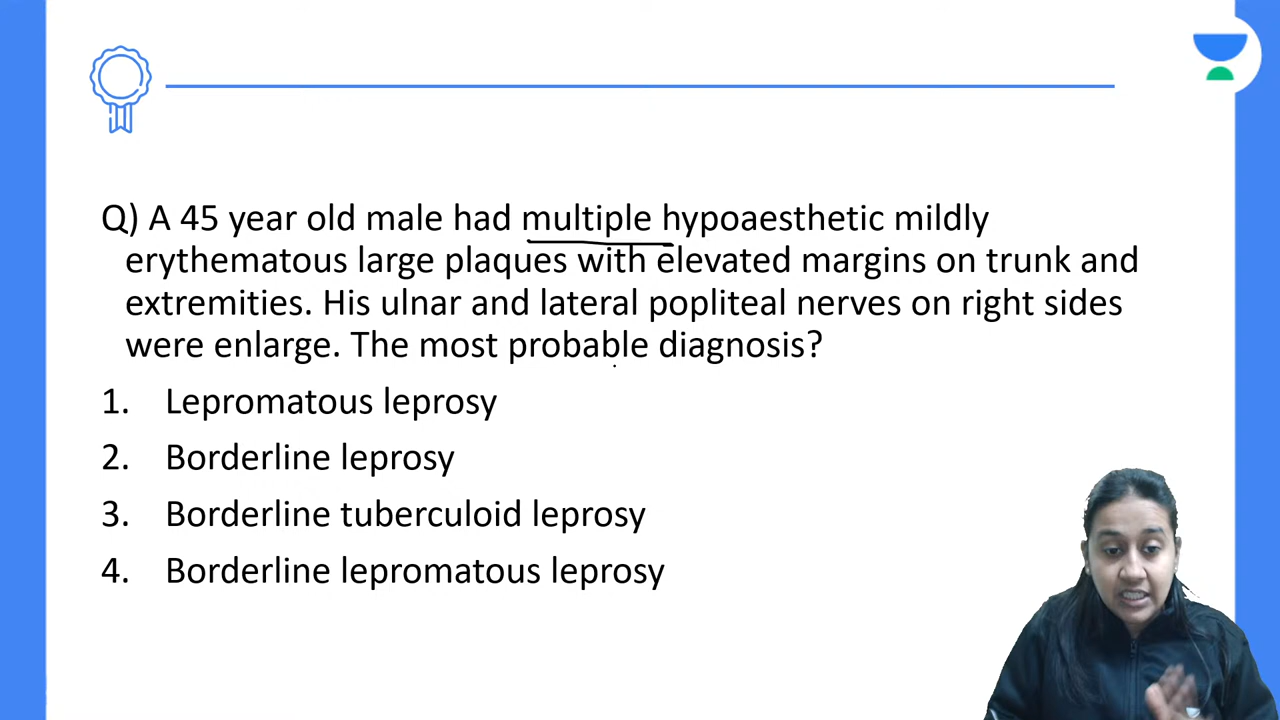 Q) A 45 year old male had multiple hypoaesthetic mildly
erythematous large plaques with elevated margins on trunk and
extremities. His ulnar and lateral popliteal nerves on right sides
were enlarge. The most probable diagnosis?
1. Lepromatous leprosy
2. Borderline leprosy
3. Borderline tuberculoid leprosy
4. Borderline lepromatous leprosy